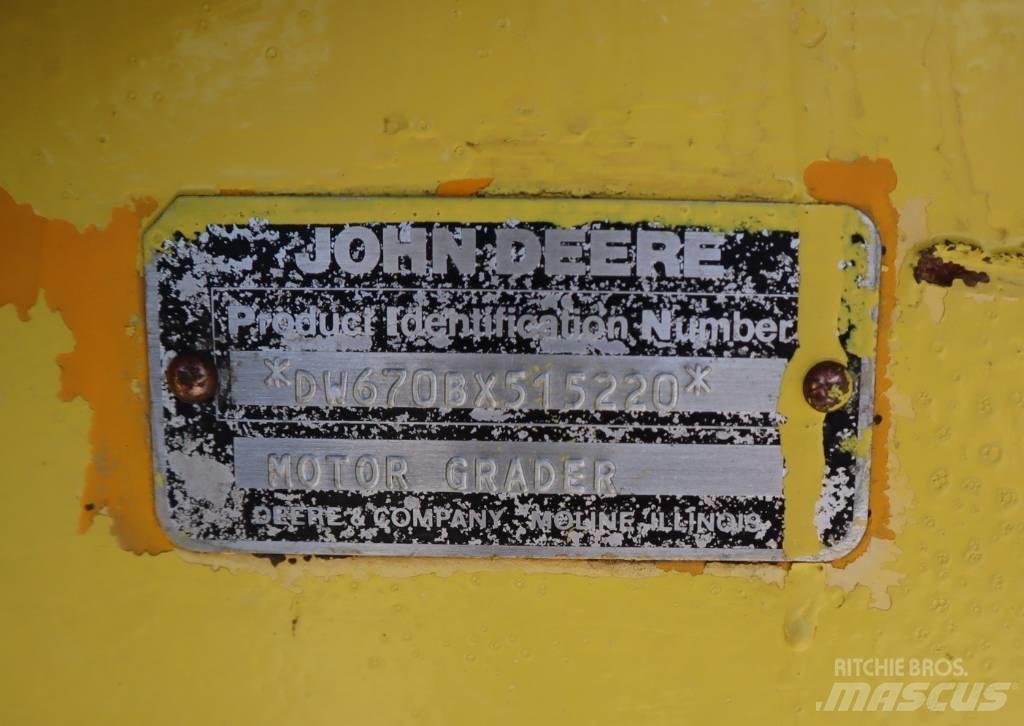 JOHN DEERE
Product Identification Number
*DW670BX515220*
MOTOR GRADER
DEERE & COMPANY MOLINE, ILLINOIS
RITCHIE BROS.
MASCUS